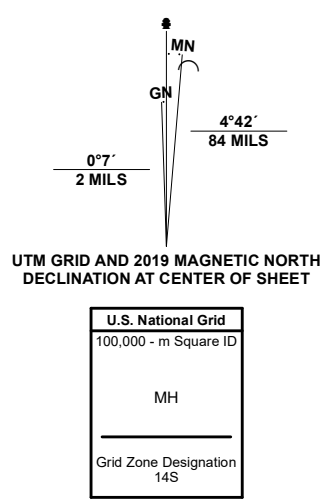 MN
GN
4°42´
84 MILS
0°7´
2 MILS
UTM GRID AND 2019 MAGNETIC NORTH
DECLINATION AT CENTER OF SHEET
U.S. National Grid
100,000 - m Square ID
MH
Grid Zone Designation
14S